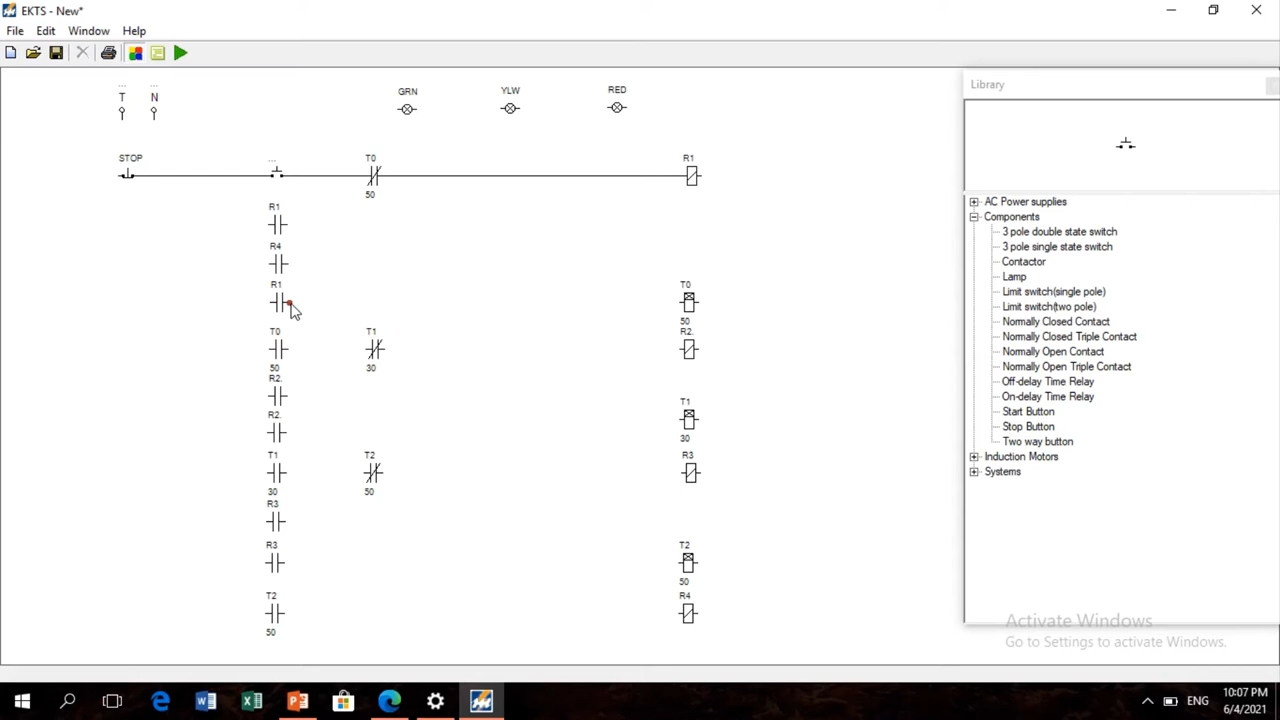 EKTS - New*
File Edit Window Help
... ...
T N
GRN YLW RED
STOP ... T0 R1
50
R1
R4
R1 T0
50
T0 T1 R2.
50 30
R2.
R2. T1
30
T1 T2 R3
30 50
R3
R3 T2
50
T2 R4
50
Library
AC Power supplies
Components
3 pole double state switch
3 pole single state switch
Contactor
Lamp
Limit switch(single pole)
Limit switch(two pole)
Normally Closed Contact
Normally Closed Triple Contact
Normally Open Contact
Normally Open Triple Contact
Off-delay Time Relay
On-delay Time Relay
Start Button
Stop Button
Two way button
Induction Motors
Systems
Activate Windows
Go to Settings to activate Windows.
ENG
10:07 PM
6/4/2021